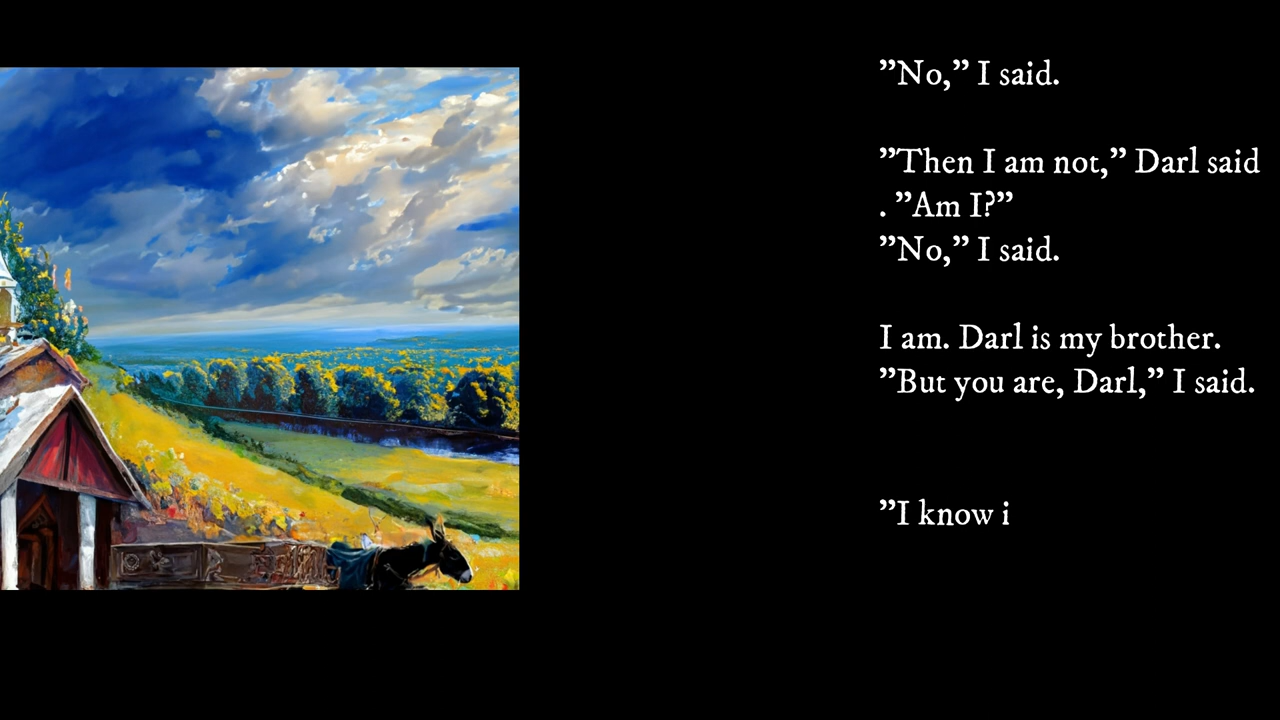 ”No,” I said.
”Then I am not,” Darl said
. ”Am I?”
”No,” I said.
I am. Darl is my brother.
”But you are, Darl,” I said.
”I know i